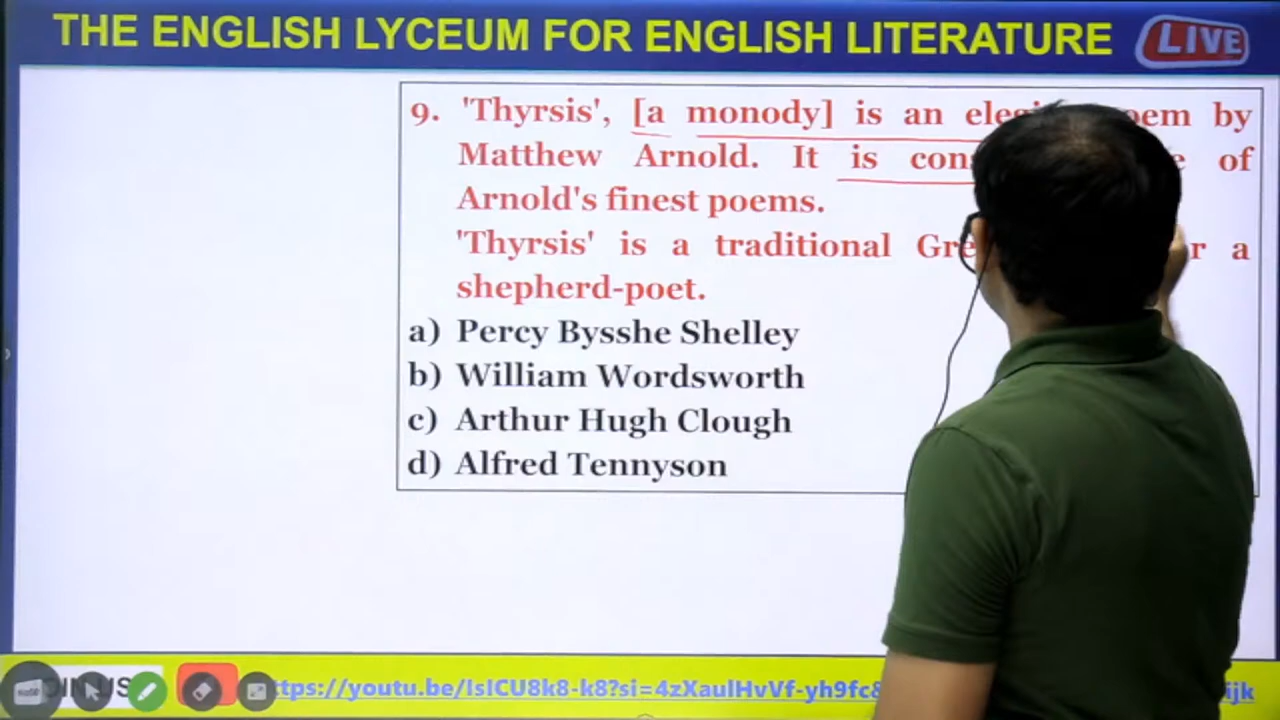 THE ENGLISH LYCEUM FOR ENGLISH LITERATURE
LIVE
9. 'Thyrsis', [a monody] is an by
Matthew Arnold. It is of
Arnold's finest poems.
'Thyrsis' is a traditional a
shepherd-poet.
a) Percy Bysshe Shelley
b) William Wordsworth
c) Arthur Hugh Clough
d) Alfred Tennyson